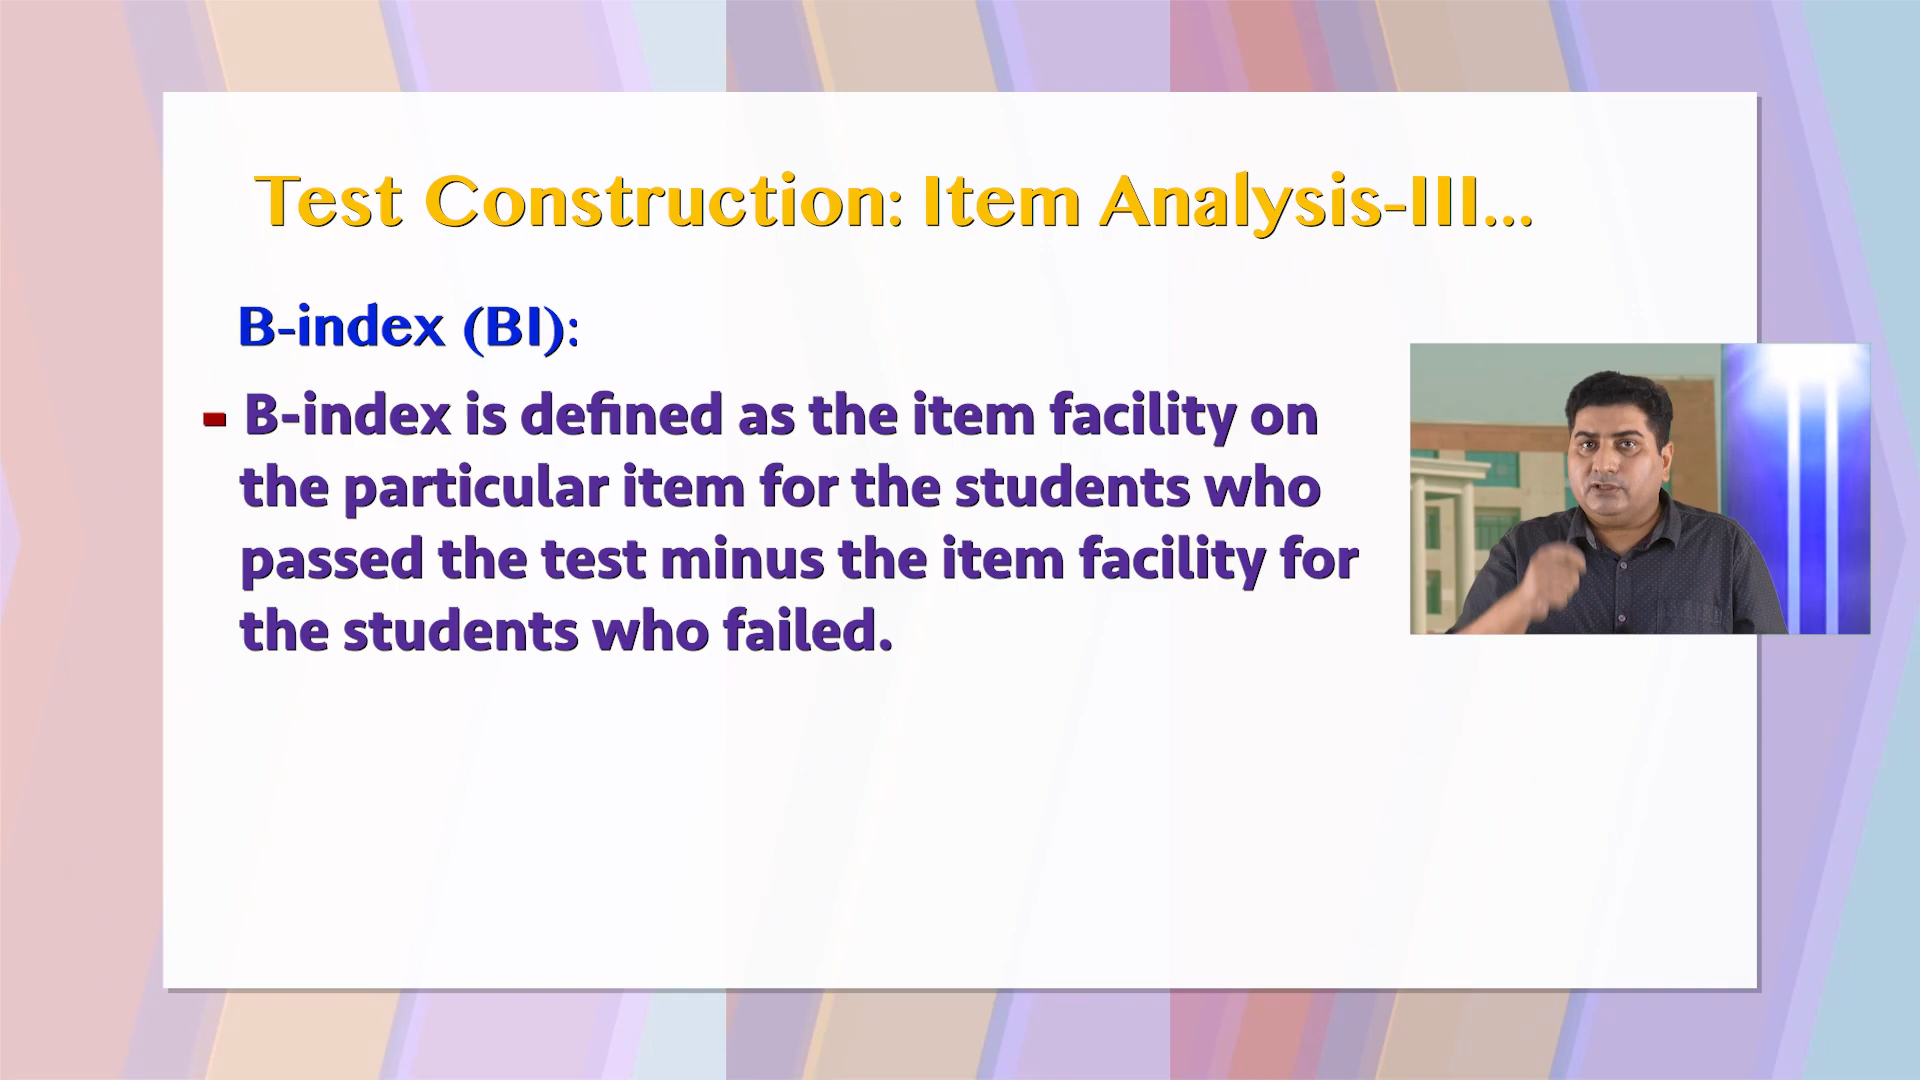 Test Construction: Item Analysis-III...
B-index (BI):
- B-index is defined as the item facility on
the particular item for the students who
passed the test minus the item facility for
the students who failed.